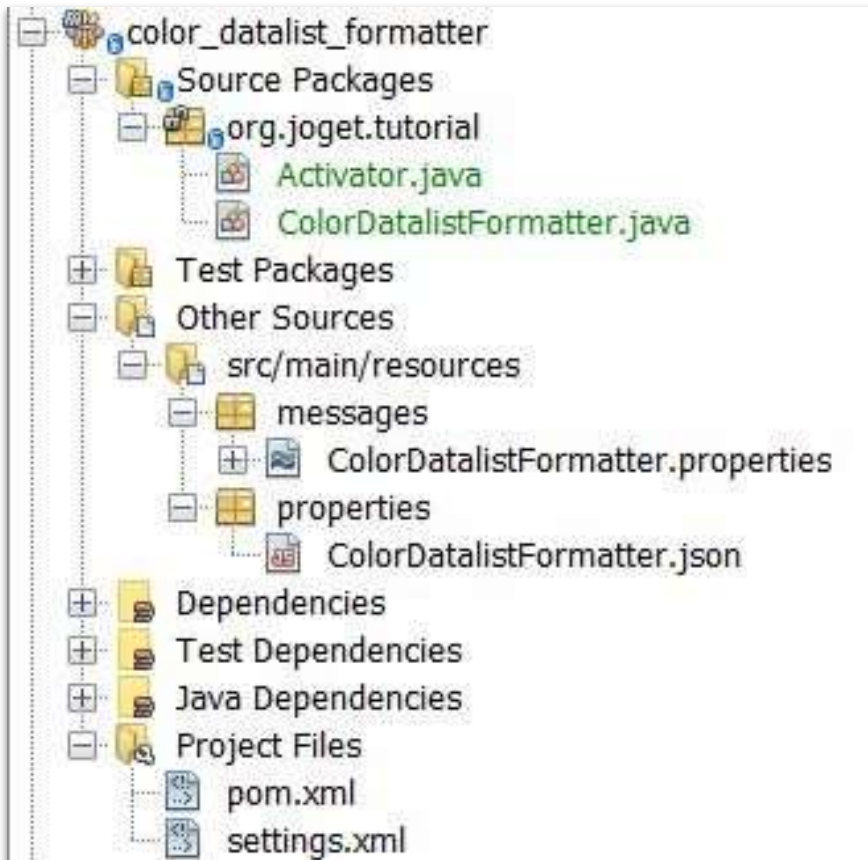 color_datalist_formatter
Source Packages
org.joget.tutorial
Activator.java
ColorDatalistFormatter.java
Test Packages
Other Sources
src/main/resources
messages
ColorDatalistFormatter.properties
properties
ColorDatalistFormatter.json
Dependencies
Test Dependencies
Java Dependencies
Project Files
pom.xml
settings.xml